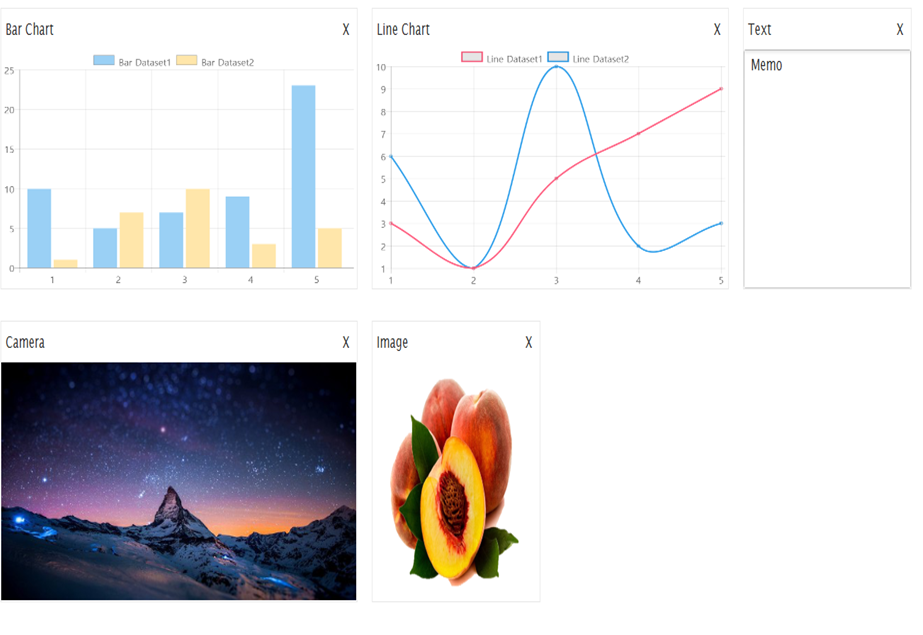 Bar Chart X
Bar Dataset1 Bar Dataset2
25
20
15
10
5
0
1 2 3 4 5
Line Chart X
Line Dataset1 Line Dataset2
10
9
8
7
6
5
4
3
2
1
1 2 3 4 5
Text X
Memo
Camera X
Image X